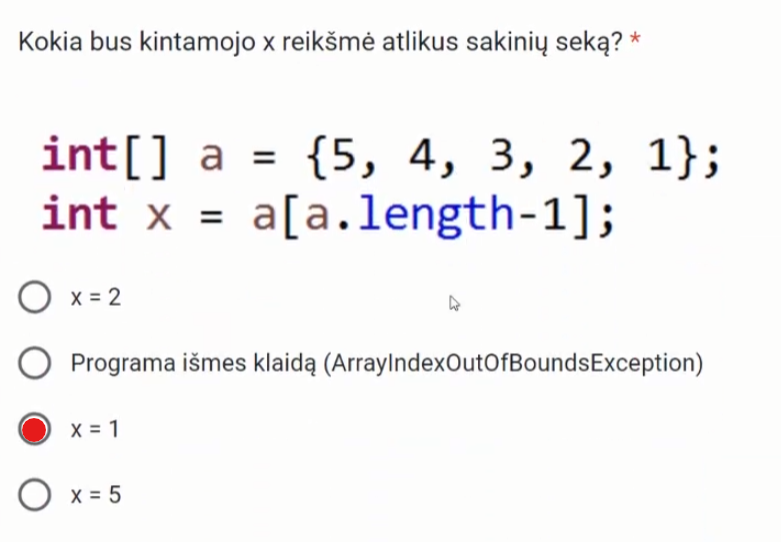 Kokia bus kintamojo x reikšmė atlikus sakinių seką? *
int[] a = {5, 4, 3, 2, 1};
int x = a[a.length-1];
x = 2
Programa išmes klaidą (ArrayIndexOutOfBoundsException)
x = 1
x = 5